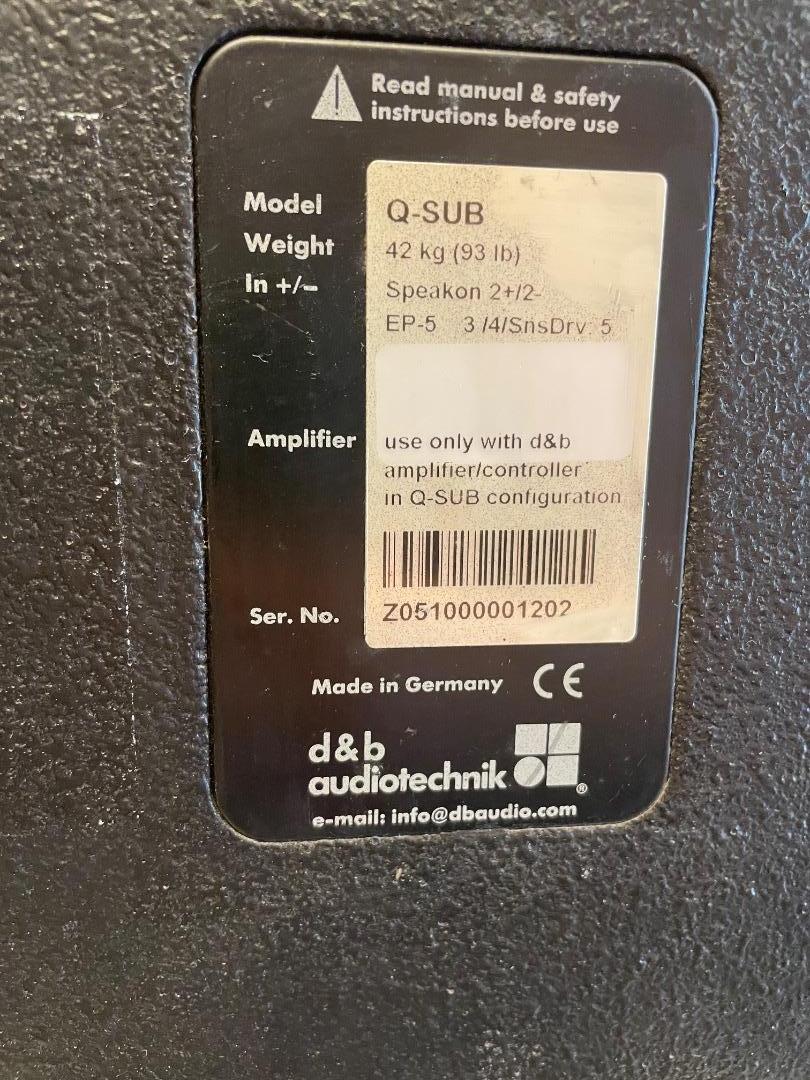 Read manual & safety
instructions before use
Model Q-SUB
Weight 42 kg (93 lb)
In +/– Speakon 2+/2-
EP-5 3 /4/SnsDrv: 5
Amplifier use only with d&b
amplifier/controller
in Q-SUB configuration
Ser. No. Z051000001202
Made in Germany CE
d&b
audiotechnik ®
e-mail: info@dbaudio.com